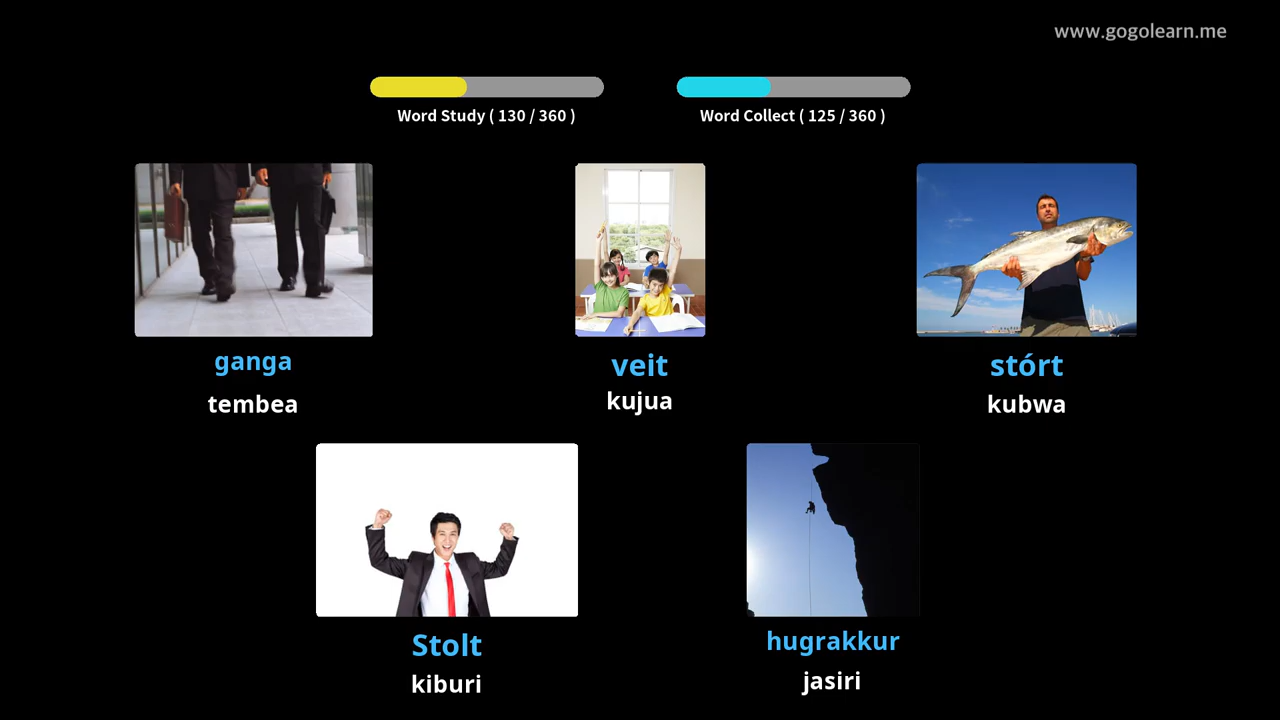 www.gogolearn.me
Word Study ( 130 / 360 )
Word Collect ( 125 / 360 )
ganga
tembea
veit
kujua
stórt
kubwa
Stolt
kiburi
hugrakkur
jasiri